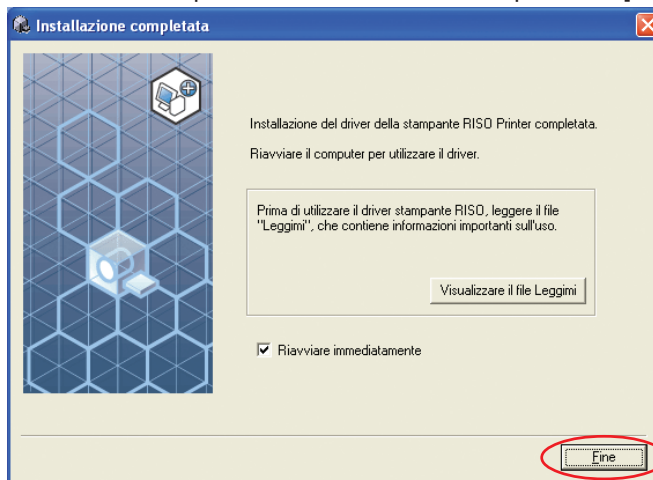 Installazione completata
Installazione del driver della stampante RISO Printer completata.
Riavviare il computer per utilizzare il driver.
Prima di utilizzare il driver stampante RISO, leggere il file
"Leggimi", che contiene informazioni importanti sull'uso.
Visualizzare il file Leggimi
Riavviare immediatamente
Fine